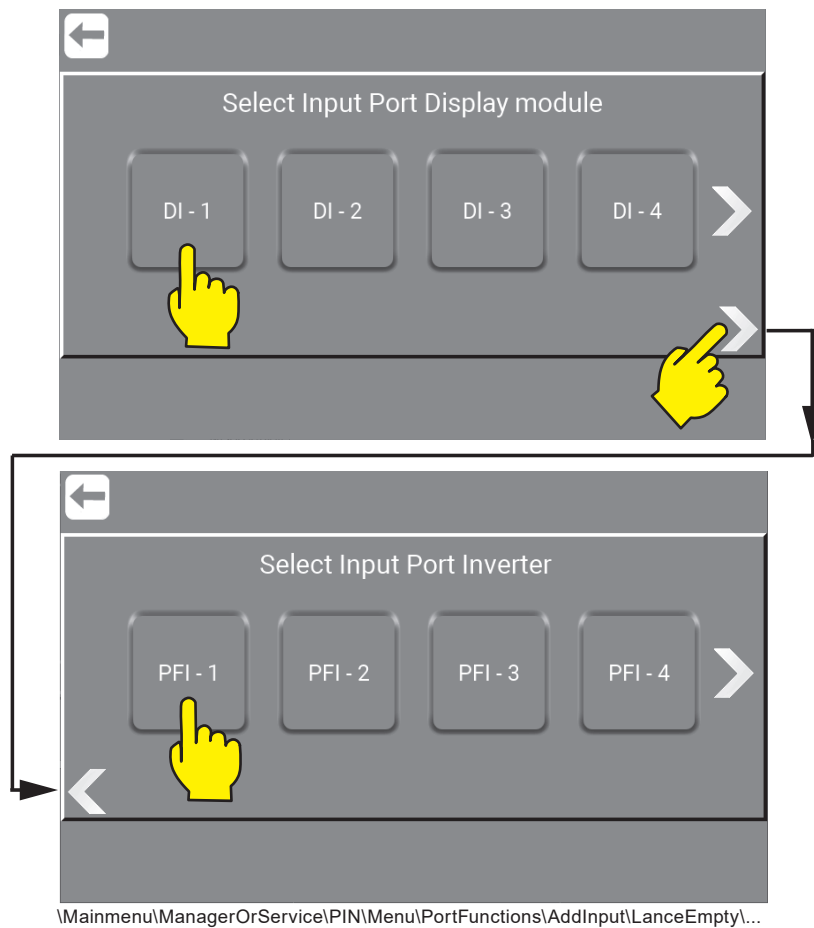 Select Input Port Display module
DI - 1 DI - 2 DI - 3 DI - 4
Select Input Port Inverter
PFI - 1 PFI - 2 PFI - 3 PFI - 4
\Mainmenu\ManagerOrService\PIN\Menu\PortFunctions\AddInput\LanceEmpty\...